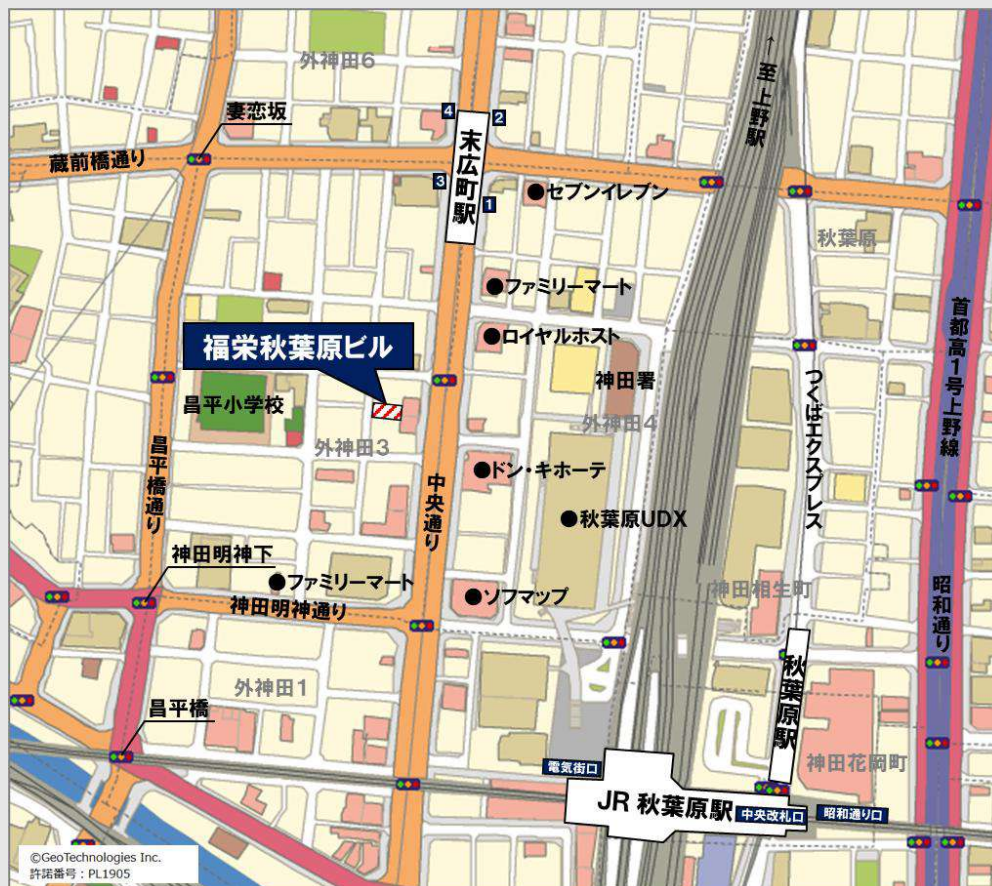 外神田6
妻恋坂
蔵前橋通り
4
2
末広町駅
3
1
セブンイレブン
→至上野駅
秋葉原
ファミリーマート
ロイヤルホスト
福栄秋葉原ビル
神田署
昌平小学校
外神田4
外神田3
首都高1号上野線
つくばエクスプレス
昌平橋通り
中央通り
ドン・キホーテ
秋葉原UDX
神田明神下
ファミリーマート
神田明神通り
ソフマップ
神田相生町
昭和通り
外神田1
昌平橋
秋葉原駅
神田花岡町
電気街口
JR 秋葉原駅
中央改札口
昭和通り口
©GeoTechnologies Inc.
許諾番号:PL1905